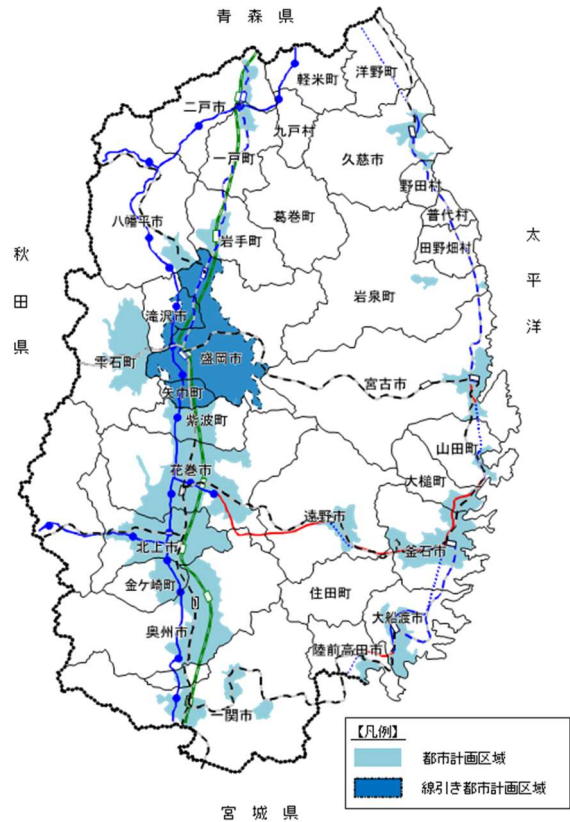 青森県
洋野町
軽米町
二戸市
九戸村
一戸町
久慈市
野田村
普代村
葛巻町
八幡平市
岩手町
田野畑村
太平洋
秋田県
岩泉町
滝沢市
雫石町
盛岡市
宮古市
矢巾町
紫波町
山田町
大槌町
花巻市
遠野市
釜石市
北上市
金ケ崎町
住田町
大船渡市
奥州市
陸前高田市
一関市
【凡例】
都市計画区域
線引き都市計画区域
宮城県